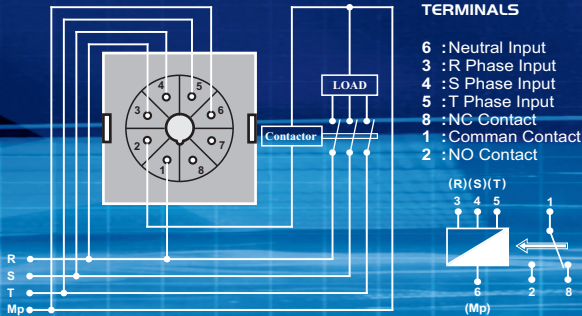 TERMINALS
6 : Neutral Input
3 : R Phase Input
4 : S Phase Input
5 : T Phase Input
8 : NC Contact
1 : Comman Contact
2 : NO Contact
4 5
3 6
2 7
1 8
LOAD
Contactor
R
S
T
Mp
(R)(S)(T)
3 4 5 1
6 2 8
(Mp)